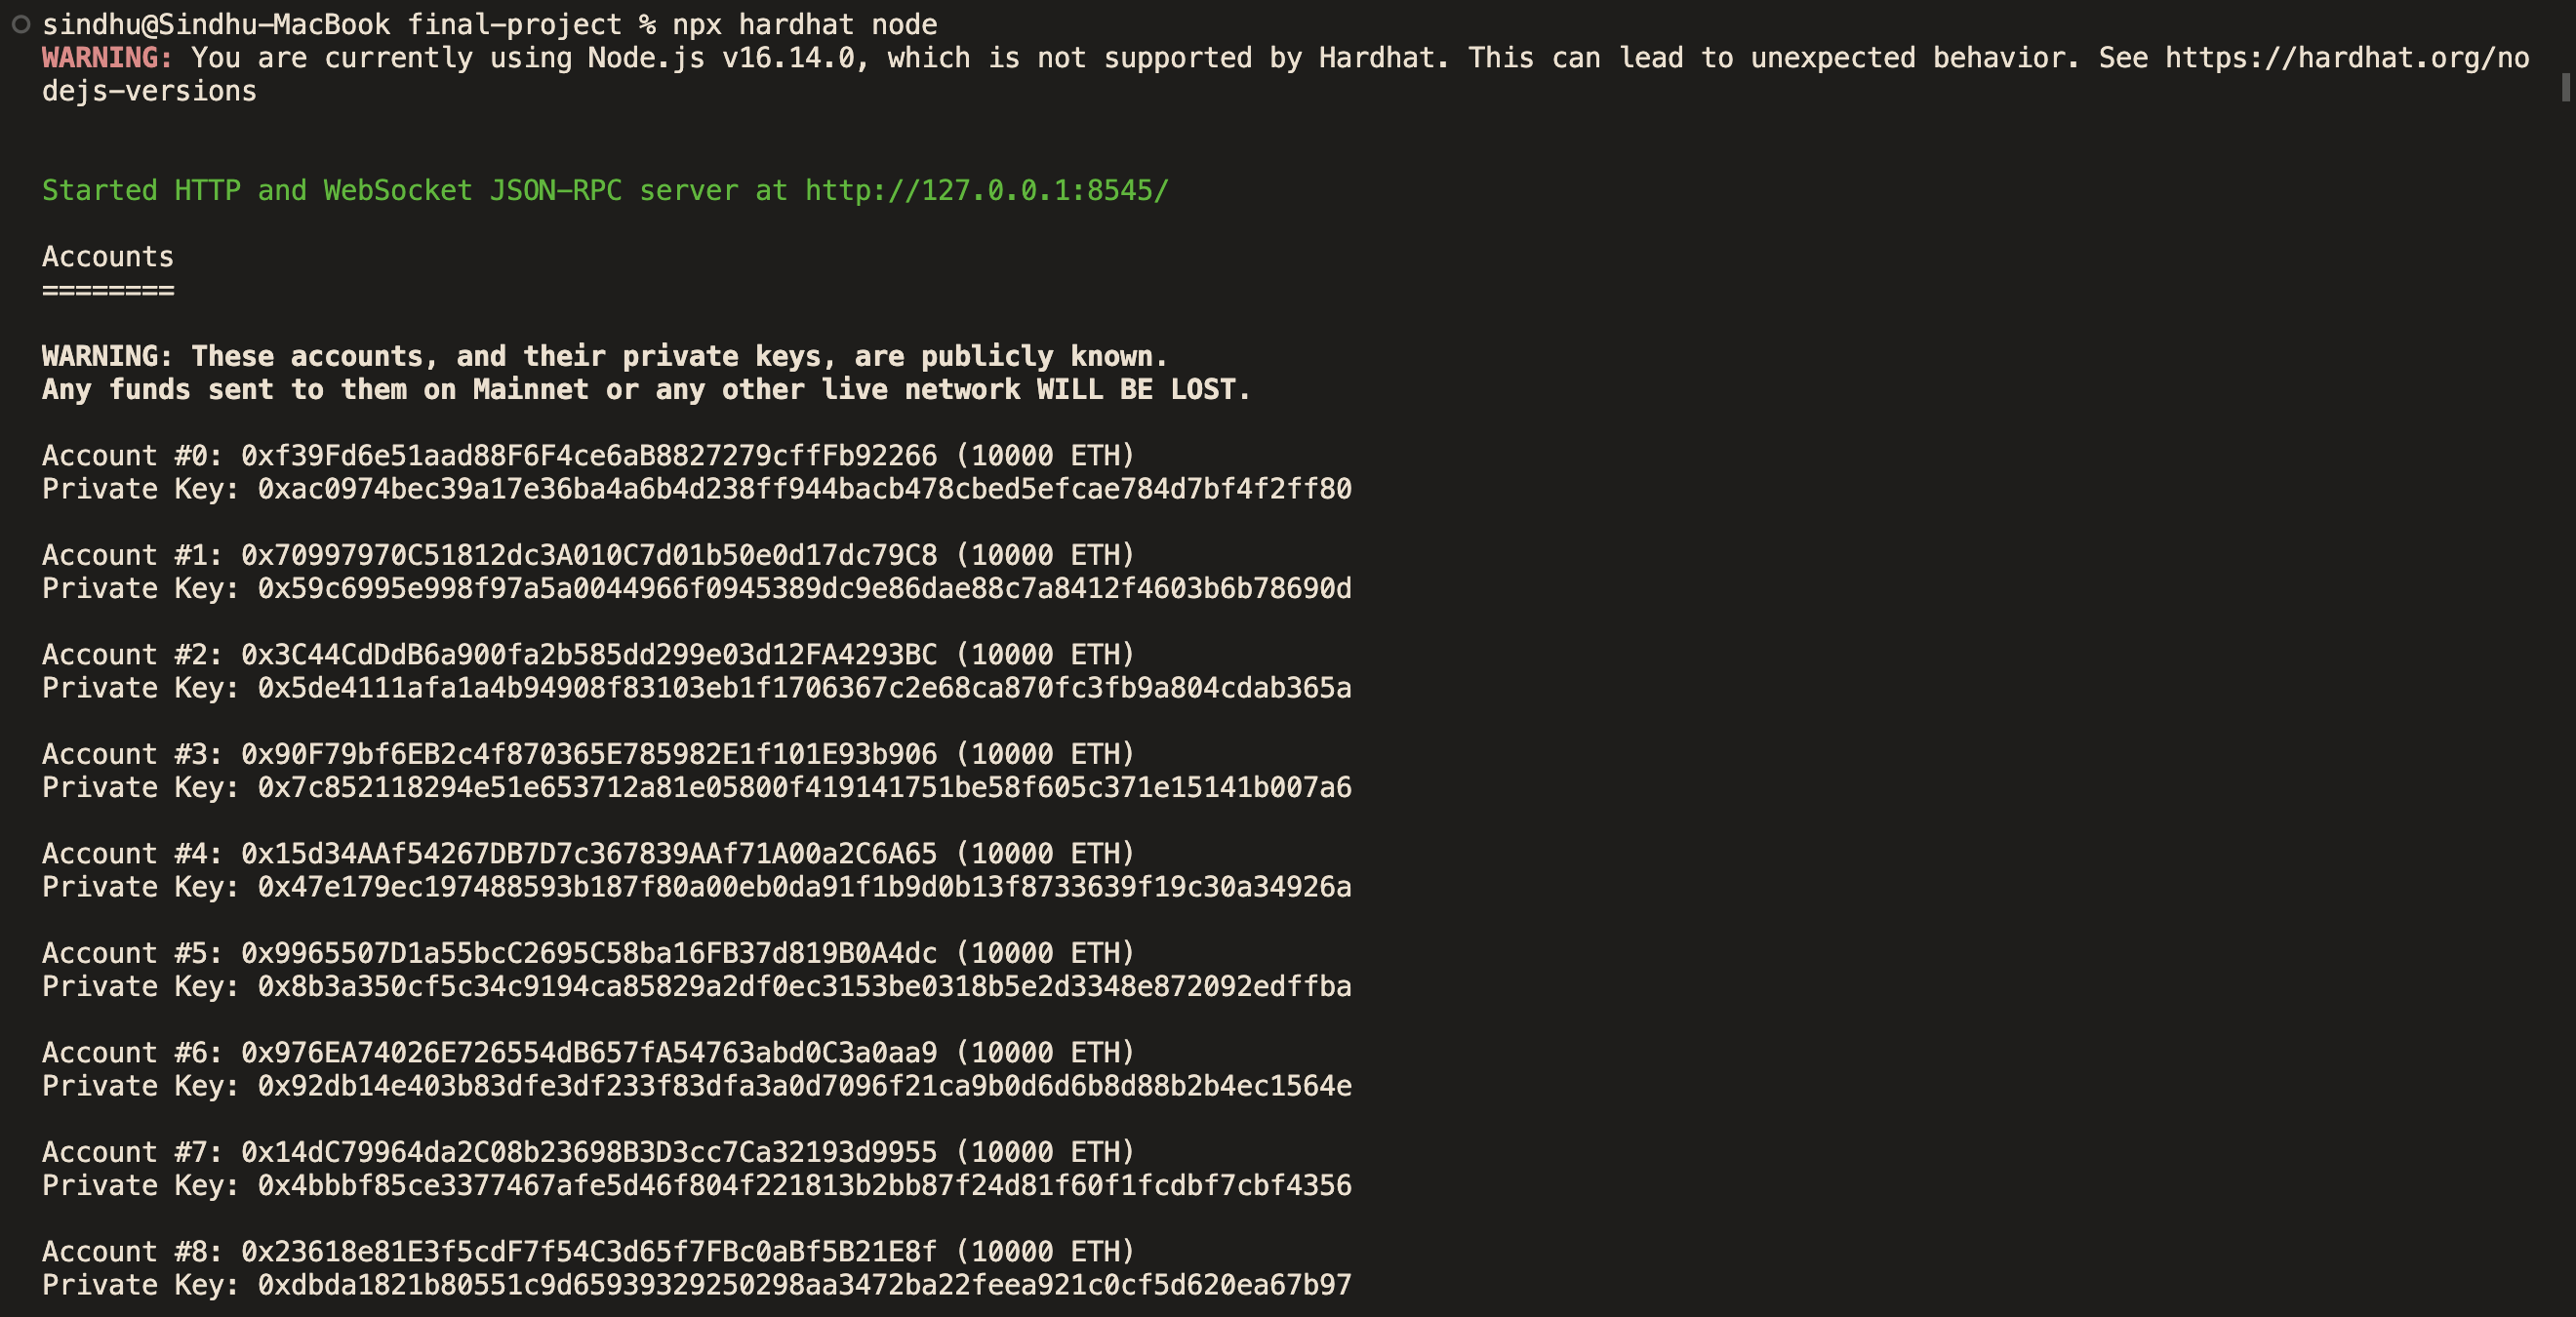 sindhu@Sindhu-MacBook final-project % npx hardhat node
WARNING: You are currently using Node.js v16.14.0, which is not supported by Hardhat. This can lead to unexpected behavior. See https://hardhat.org/no
dejs-versions
Started HTTP and WebSocket JSON-RPC server at http://127.0.0.1:8545/
Accounts
========
WARNING: These accounts, and their private keys, are publicly known.
Any funds sent to them on Mainnet or any other live network WILL BE LOST.
Account #0: 0xf39Fd6e51aad88F6F4ce6aB8827279cffFb92266 (10000 ETH)
Private Key: 0xac0974bec39a17e36ba4a6b4d238ff944bacb478cbed5efcae784d7bf4f2ff80
Account #1: 0x70997970C51812dc3A010C7d01b50e0d17dc79C8 (10000 ETH)
Private Key: 0x59c6995e998f97a5a0044966f0945389dc9e86dae88c7a8412f4603b6b78690d
Account #2: 0x3C44CdDdB6a900fa2b585dd299e03d12FA4293BC (10000 ETH)
Private Key: 0x5de4111afa1a4b94908f83103eb1f1706367c2e68ca870fc3fb9a804cdab365a
Account #3: 0x90F79bf6EB2c4f870365E785982E1f101E93b906 (10000 ETH)
Private Key: 0x7c852118294e51e653712a81e05800f419141751be58f605c371e15141b007a6
Account #4: 0x15d34AAf54267DB7D7c367839AAf71A00a2C6A65 (10000 ETH)
Private Key: 0x47e179ec197488593b187f80a00eb0da91f1b9d0b13f8733639f19c30a34926a
Account #5: 0x9965507D1a55bcC2695C58ba16FB37d819B0A4dc (10000 ETH)
Private Key: 0x8b3a350cf5c34c9194ca85829a2df0ec3153be0318b5e2d3348e872092edffba
Account #6: 0x976EA74026E726554dB657fA54763abd0C3a0aa9 (10000 ETH)
Private Key: 0x92db14e403b83dfe3df233f83dfa3a0d7096f21ca9b0d6d6b8d88b2b4ec1564e
Account #7: 0x14dC79964da2C08b23698B3D3cc7Ca32193d9955 (10000 ETH)
Private Key: 0x4bbbf85ce3377467afe5d46f804f221813b2bb87f24d81f60f1fcdbf7cbf4356
Account #8: 0x23618e81E3f5cdF7f54C3d65f7FBc0aBf5B21E8f (10000 ETH)
Private Key: 0xdbda1821b80551c9d65939329250298aa3472ba22feea921c0cf5d620ea67b97